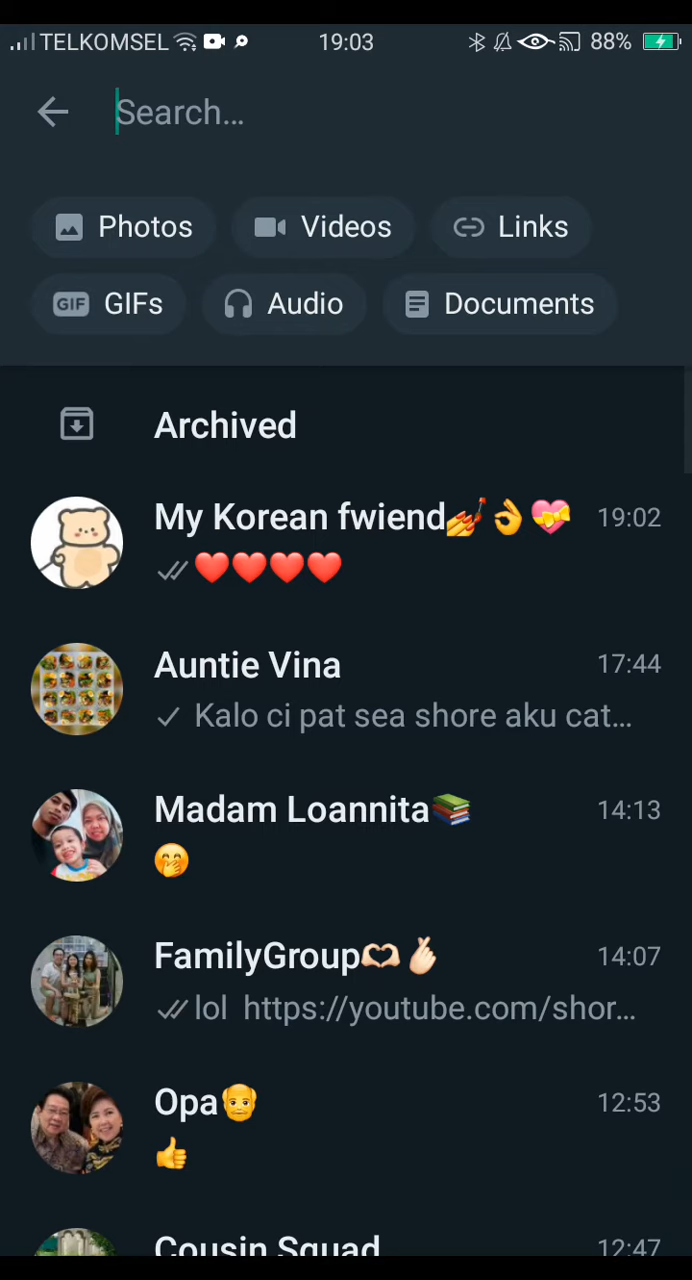 TELKOMSEL 19:03 88%
Search...
Photos Videos Links
GIF GIFs Audio Documents
Archived
My Korean fwiend💅👌💝 19:02
❤️❤️❤️❤️
Auntie Vina 17:44
Kalo ci pat sea shore aku cat...
Madam Loannita📚 14:13
🤭
FamilyGroup🫶🏻🫰🏻 14:07
lol https://youtube.com/shor...
Opa👴 12:53
👍
Cousin Squad 12:47